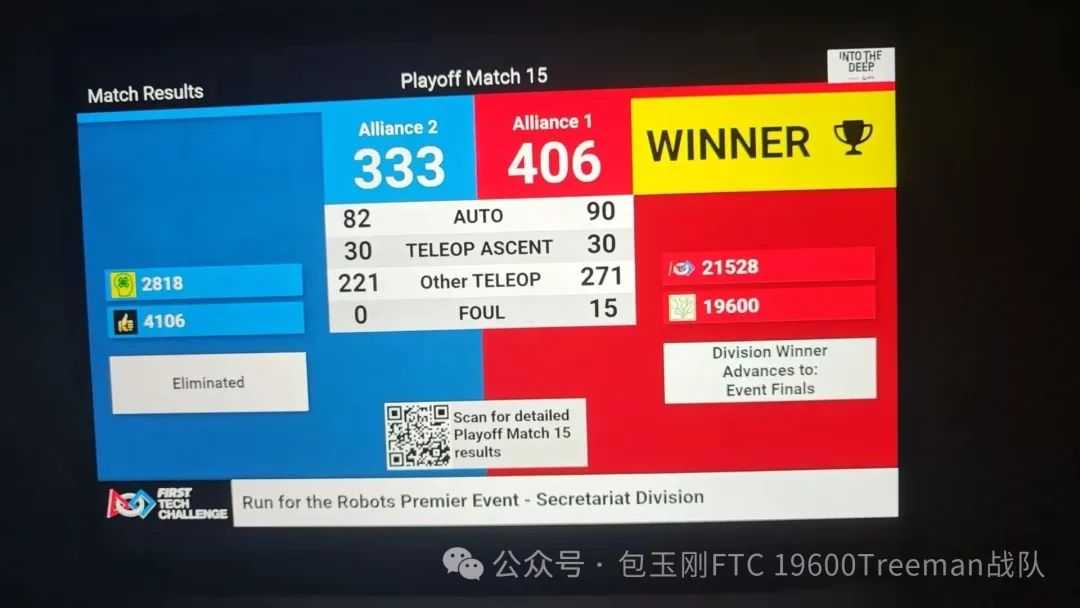 INTO THE
DEEP
Match Results
Playoff Match 15
Alliance 2
333
Alliance 1
406
WINNER
82 AUTO 90
30 TELEOP ASCENT 30
221 Other TELEOP 271
0 FOUL 15
2818
4106
Eliminated
21528
19600
Division Winner
Advances to:
Event Finals
Scan for detailed
Playoff Match 15
results
FIRST
TECH
CHALLENGE
Run for the Robots Premier Event - Secretariat Division
公众号 · 包玉刚FTC 19600Treeman战队